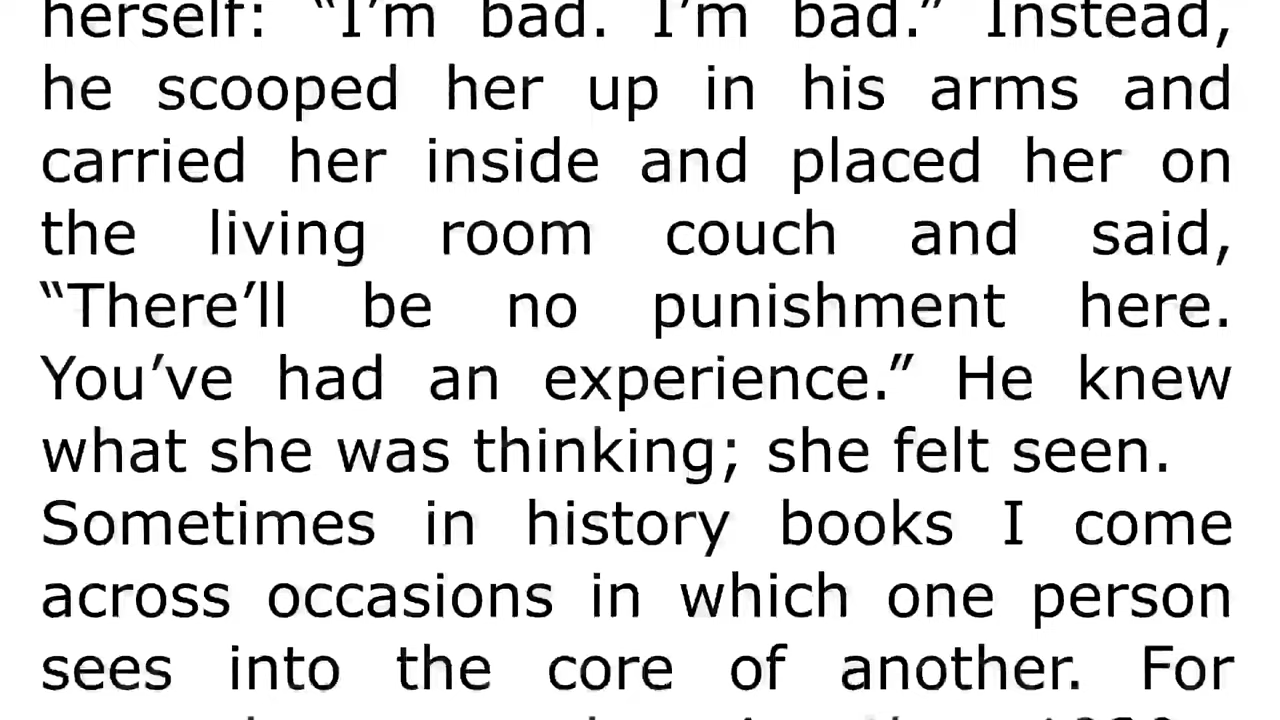 herself: “I’m bad. I’m bad.” Instead,
he scooped her up in his arms and
carried her inside and placed her on
the living room couch and said,
“There’ll be no punishment here.
You’ve had an experience.” He knew
what she was thinking; she felt seen.
Sometimes in history books I come
across occasions in which one person
sees into the core of another. For